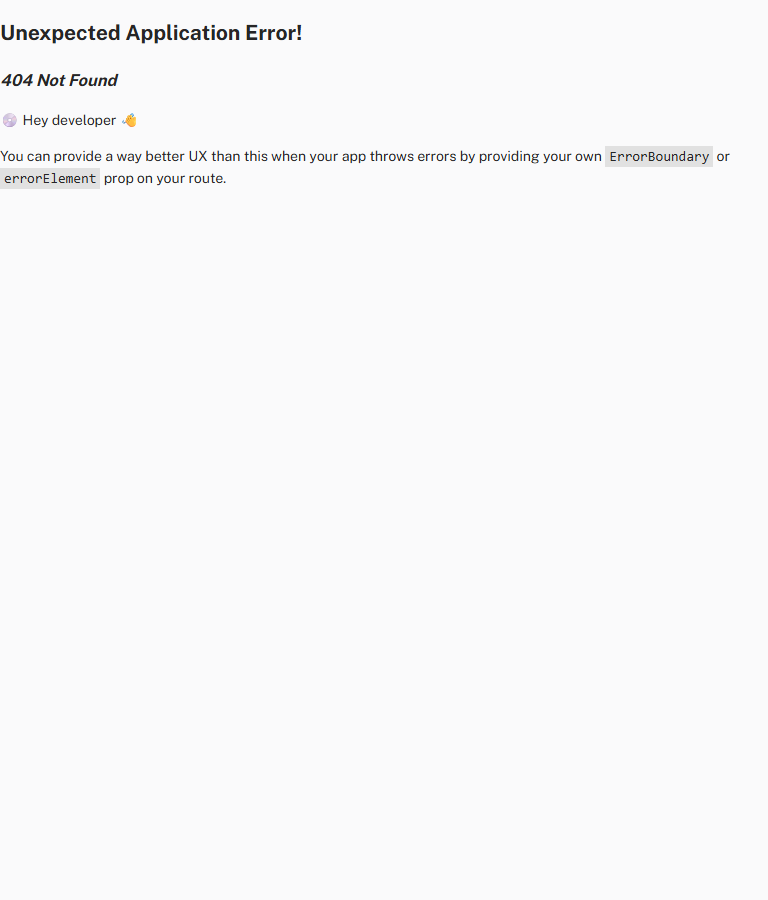 Unexpected Application Error!
404 Not Found
💿 Hey developer 👋
You can provide a way better UX than this when your app throws errors by providing your own ErrorBoundary or
errorElement prop on your route.